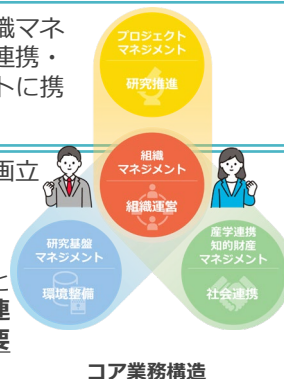 職マネ
連携・
トに携
画立
と
連
要
プロジェクト
マネジメント
研究推進
組織
マネジメント
組織運営
研究基盤
マネジメント
環境整備
産学連携
知的財産
マネジメント
社会連携
コア業務構造